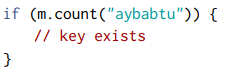 if (m.count("aybabtu")) {
    // key exists
}